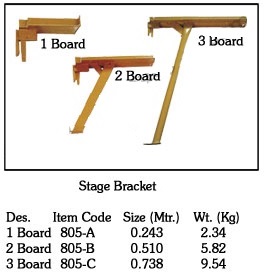 1 Board
2 Board
3 Board
Stage Bracket
Des. Item Code Size (Mtr.) Wt. (Kg)
1 Board 805-A 0.243 2.34
2 Board 805-B 0.510 5.82
3 Board 805-C 0.738 9.54